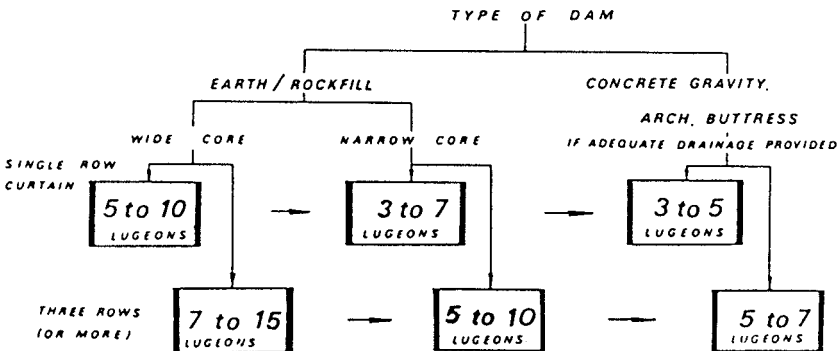 TYPE OF DAM
EARTH / ROCKFILL
CONCRETE GRAVITY,
ARCH, BUTTRESS
IF ADEQUATE DRAINAGE PROVIDED
WIDE CORE
NARROW CORE
SINGLE ROW
CURTAIN
5 to 10
LUGEONS
3 to 7
LUGEONS
3 to 5
LUGEONS
THREE ROWS
(OR MORE)
7 to 15
LUGEONS
5 to 10
LUGEONS
5 to 7
LUGEONS